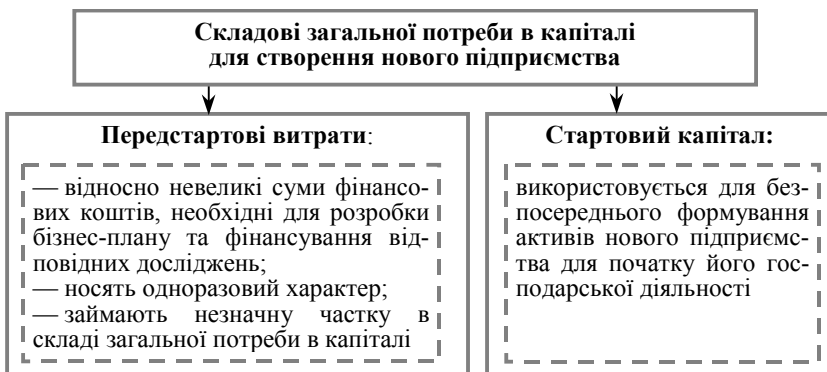 Складові загальної потреби в капіталі
для створення нового підприємства
Передстартові витрати:
— відносно невеликі суми фінансо-
вих коштів, необхідні для розробки
бізнес-плану та фінансування від-
повідних досліджень;
— носять одноразовий характер;
— займають незначну частку в
складі загальної потреби в капіталі
Стартовий капітал:
використовується для без-
посереднього формування
активів нового підприємс-
тва для початку його гос-
подарської діяльності